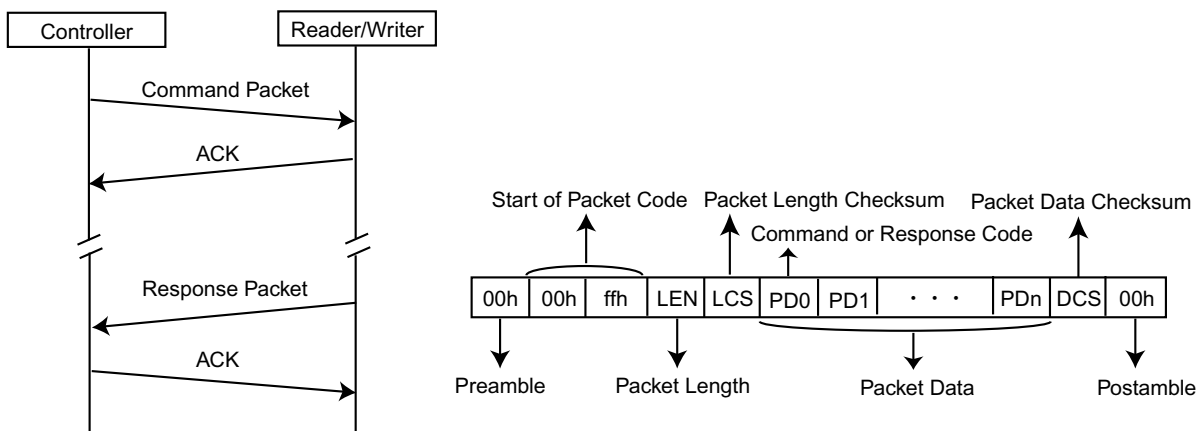 Controller
Reader/Writer
Command Packet
ACK
Response Packet
ACK
Start of Packet Code
Packet Length Checksum
Packet Data Checksum
Command or Response Code
00h 00h ffh LEN LCS PD0 PD1 · · · PDn DCS 00h
Preamble
Packet Length
Packet Data
Postamble